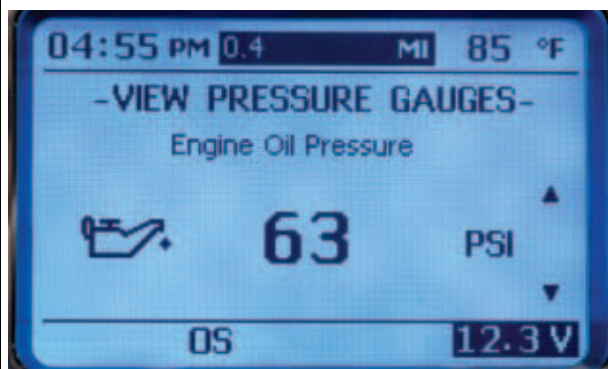 04:55 PM 0.4 MI 85 °F
-VIEW PRESSURE GAUGES-
Engine Oil Pressure
63 PSI
OS 12.3 V